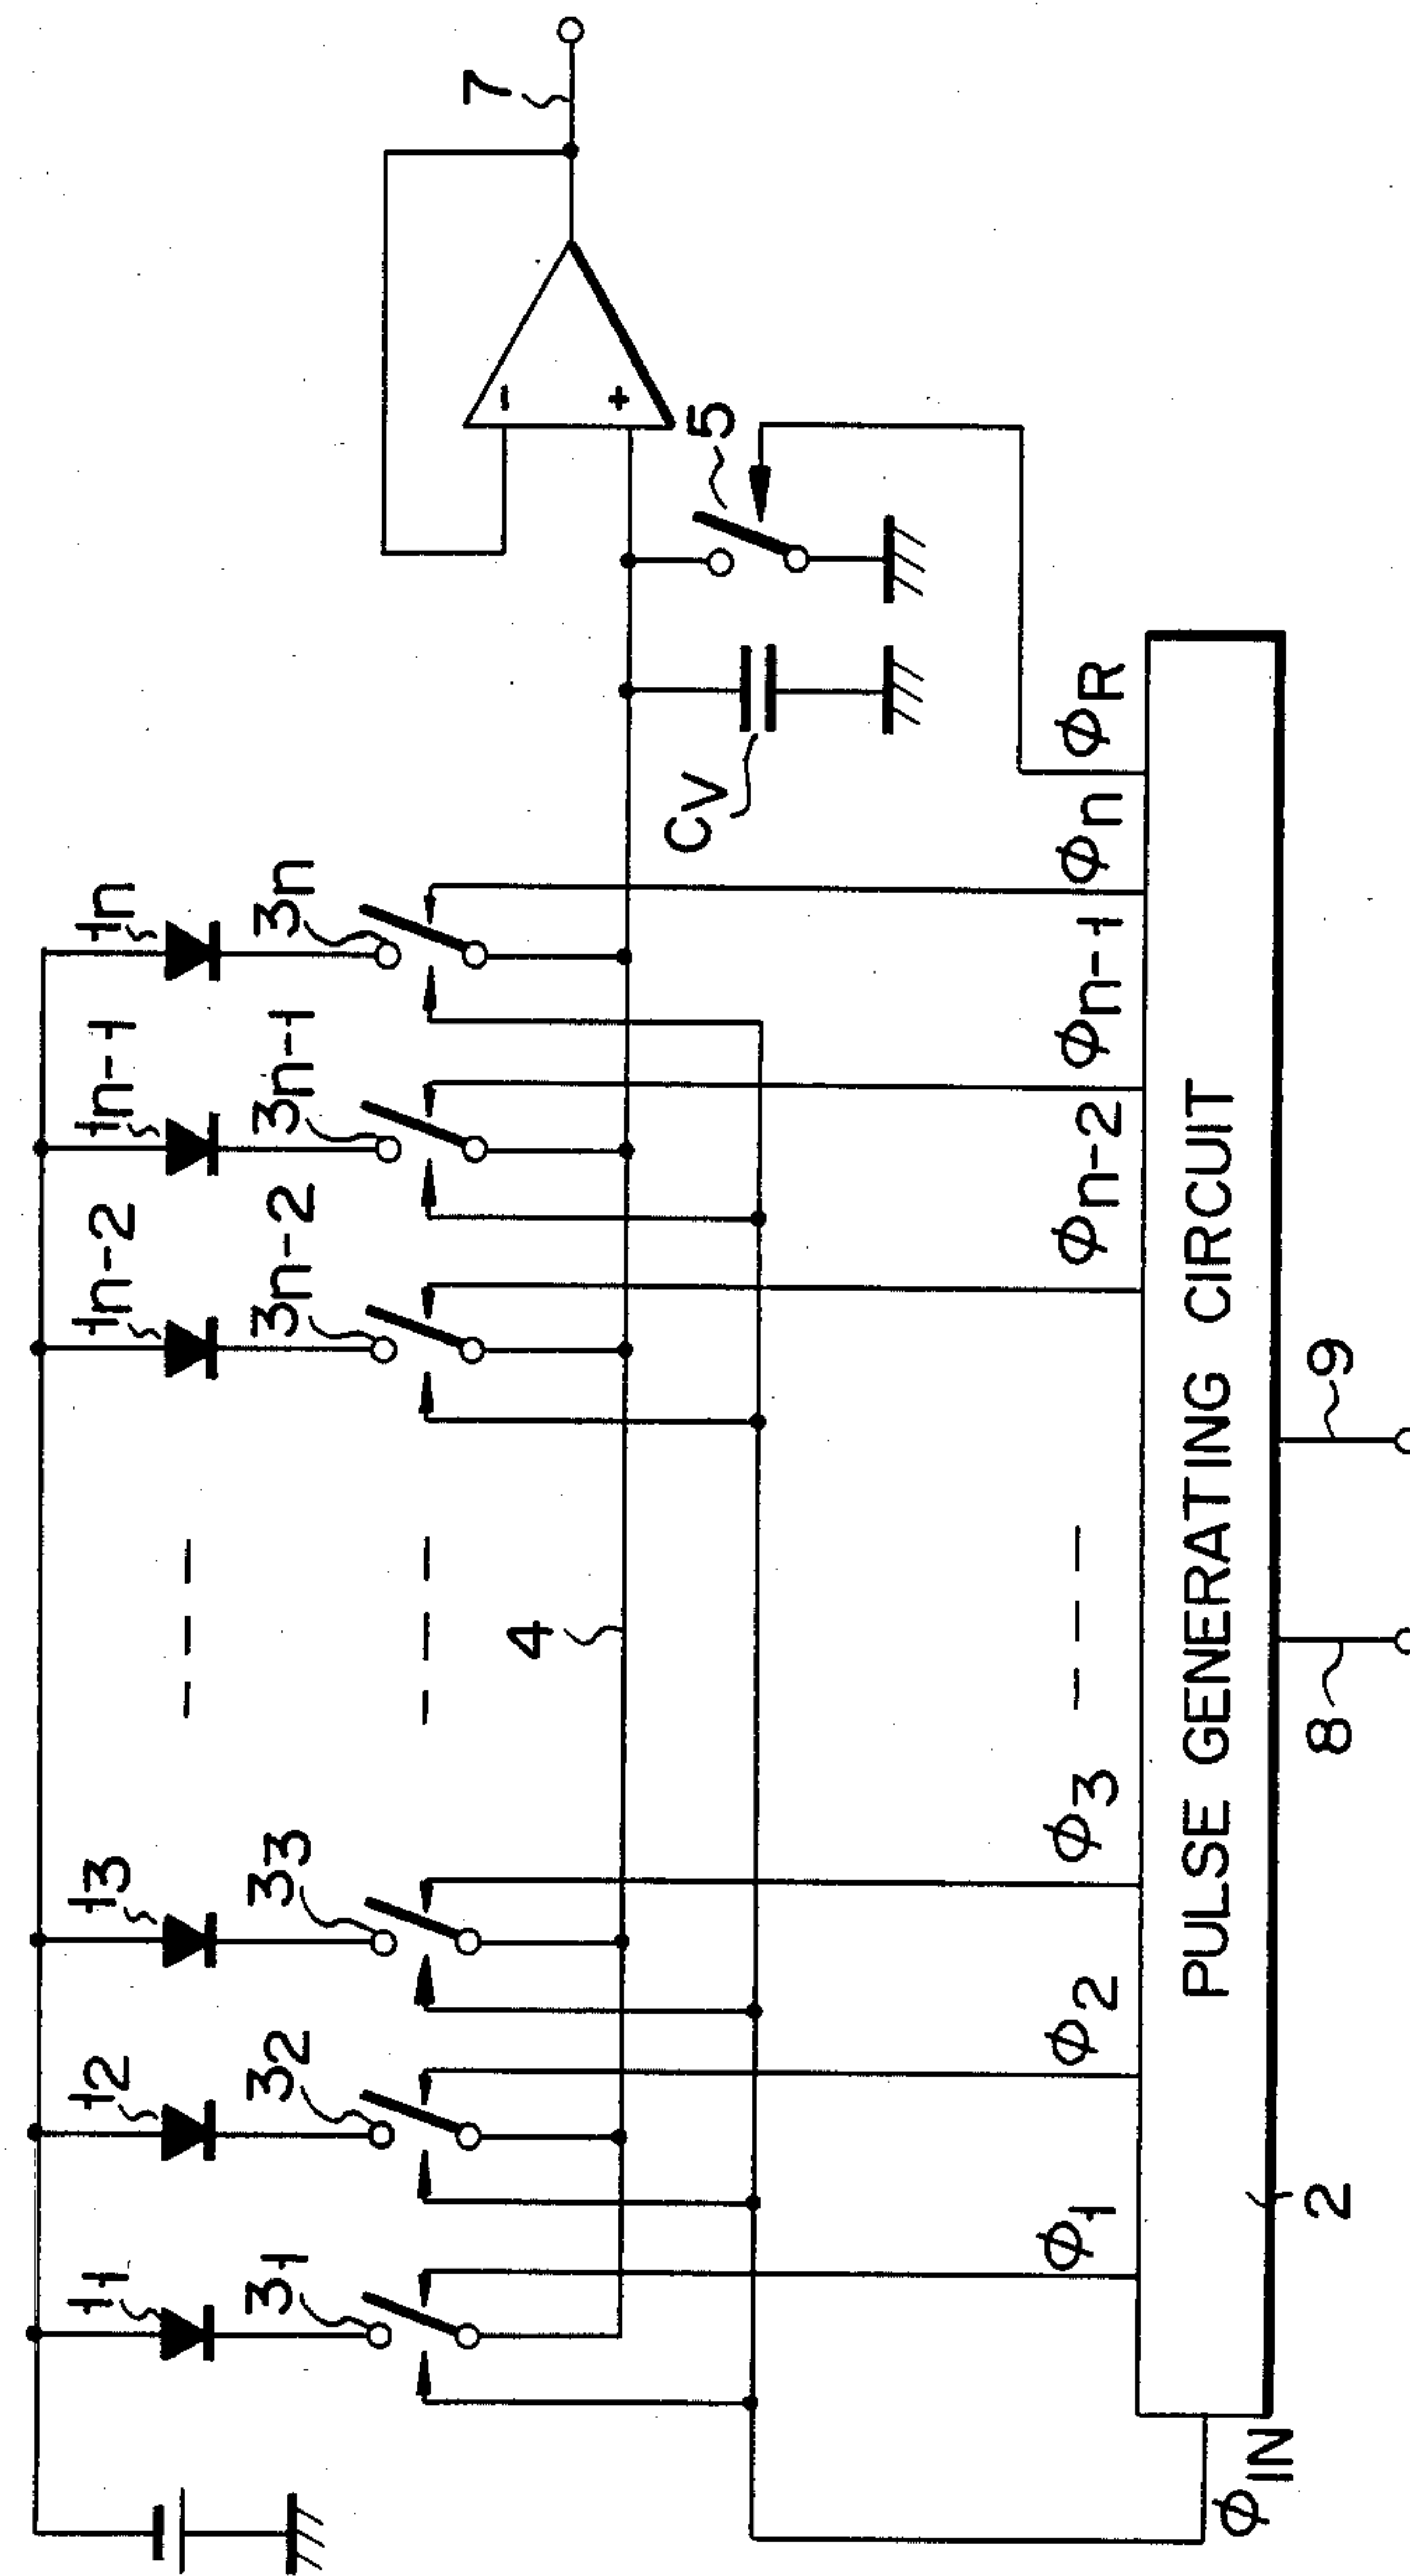 11 12 13 1n-2 1n-1 1n
31 32 33 3n-2 3n-1 3n
7
-
+
4
5
CV
ϕ1 ϕ2 ϕ3 ϕn-2 ϕn-1 ϕn ϕR
PULSE GENERATING CIRCUIT
ϕIN
2 8 9